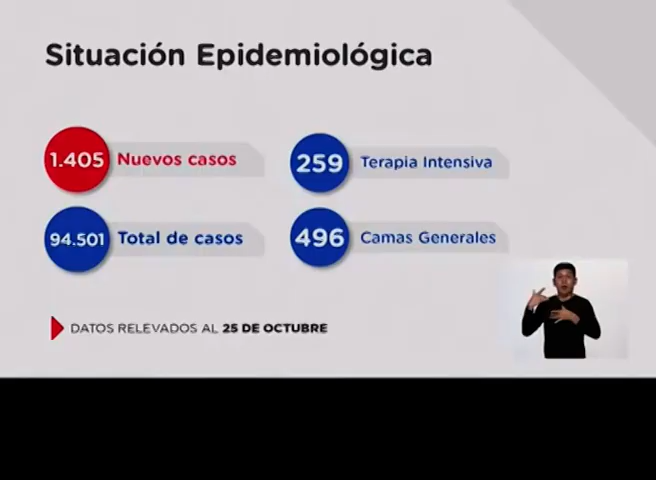 Situación Epidemiológica
1.405 Nuevos casos
259 Terapia Intensiva
94.501 Total de casos
496 Camas Generales
DATOS RELEVADOS AL 25 DE OCTUBRE